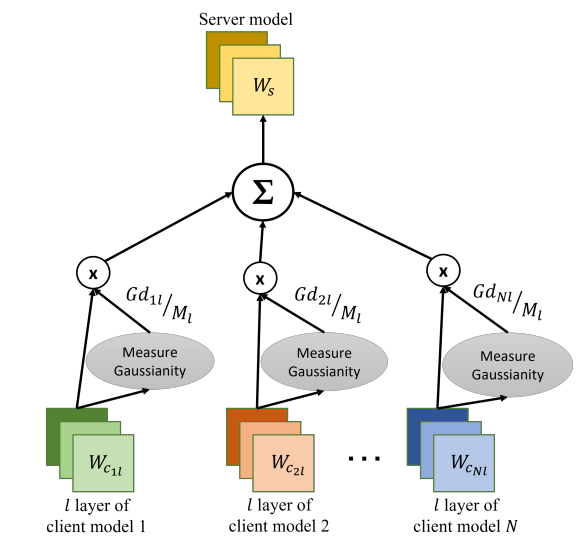 Server model
W_s
Σ
x x x
Gd_{1l}/M_l Gd_{2l}/M_l Gd_{Nl}/M_l
Measure Gaussianity
Measure Gaussianity
Measure Gaussianity
W_{c_{1l}} W_{c_{2l}} ... W_{c_{Nl}}
l layer of client model 1
l layer of client model 2
l layer of client model N